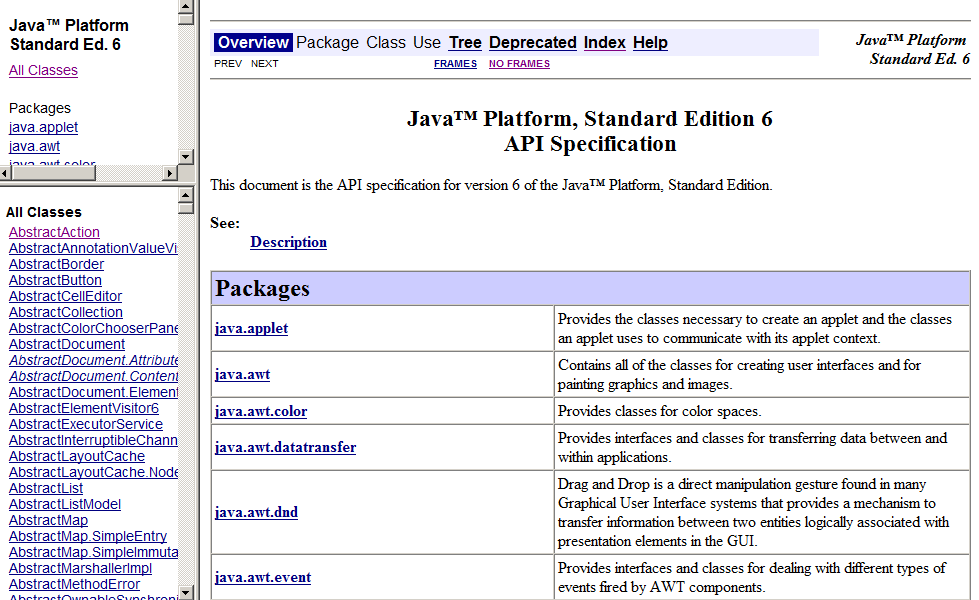 Java™ Platform
Standard Ed. 6
All Classes
Packages
java.applet
java.awt
java.awt.color
All Classes
AbstractAction
AbstractAnnotationValueVi
AbstractBorder
AbstractButton
AbstractCellEditor
AbstractCollection
AbstractColorChooserPane
AbstractDocument
AbstractDocument.Attribute
AbstractDocument.Content
AbstractDocument.Element
AbstractElementVisitor6
AbstractExecutorService
AbstractInterruptibleChann
AbstractLayoutCache
AbstractLayoutCache.Node
AbstractList
AbstractListModel
AbstractMap
AbstractMap.SimpleEntry
AbstractMap.SimpleImmuta
AbstractMarshallerImpl
AbstractMethodError
AbstractOwnableSynchroni
Overview Package Class Use Tree Deprecated Index Help
PREV NEXT FRAMES NO FRAMES
Java™ Platform
Standard Ed. 6
Java™ Platform, Standard Edition 6
API Specification
This document is the API specification for version 6 of the Java™ Platform, Standard Edition.
See:
Description
Packages
java.applet
Provides the classes necessary to create an applet and the classes
an applet uses to communicate with its applet context.
java.awt
Contains all of the classes for creating user interfaces and for
painting graphics and images.
java.awt.color
Provides classes for color spaces.
java.awt.datatransfer
Provides interfaces and classes for transferring data between and
within applications.
java.awt.dnd
Drag and Drop is a direct manipulation gesture found in many
Graphical User Interface systems that provides a mechanism to
transfer information between two entities logically associated with
presentation elements in the GUI.
java.awt.event
Provides interfaces and classes for dealing with different types of
events fired by AWT components.